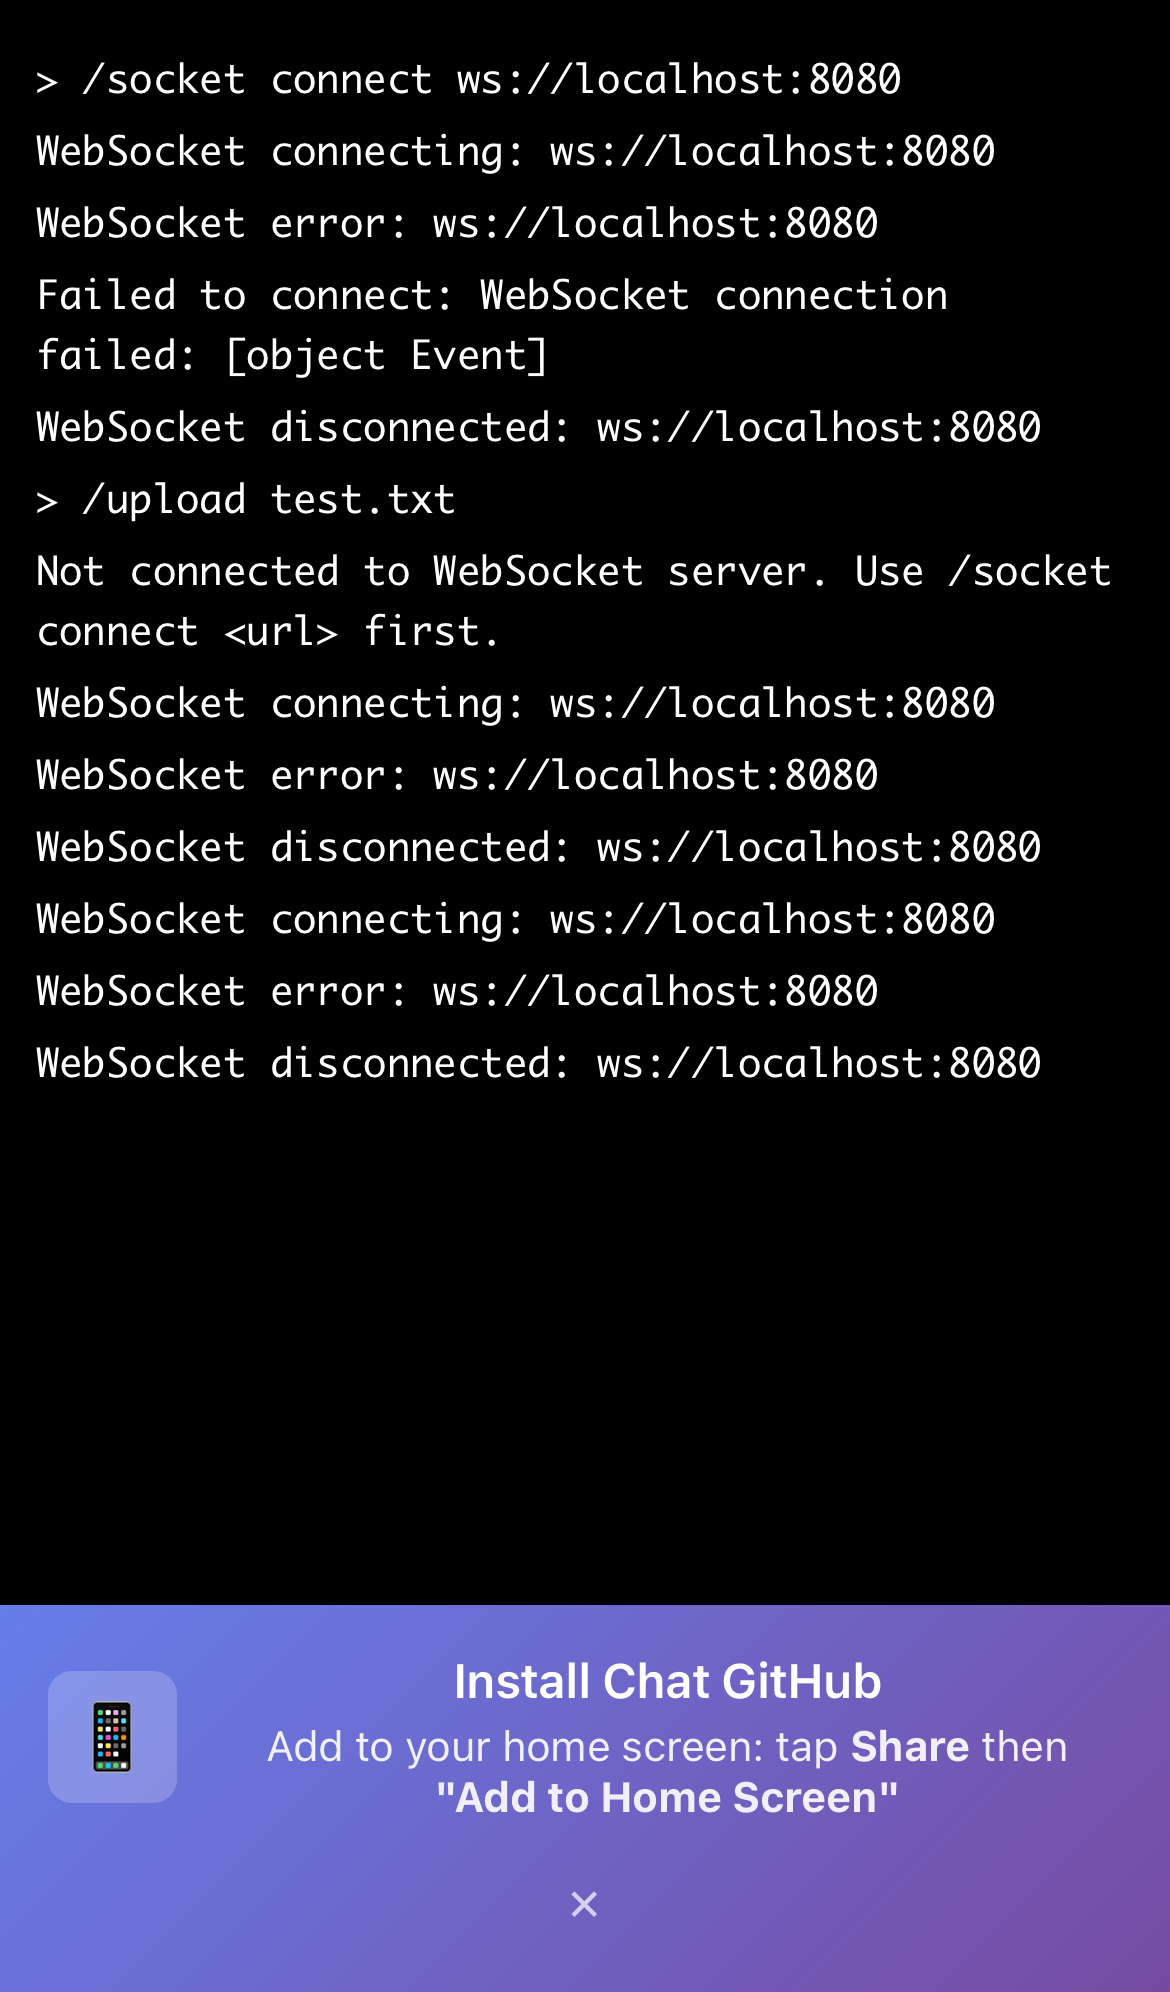 > /socket connect ws://localhost:8080
WebSocket connecting: ws://localhost:8080
WebSocket error: ws://localhost:8080
Failed to connect: WebSocket connection
failed: [object Event]
WebSocket disconnected: ws://localhost:8080
> /upload test.txt
Not connected to WebSocket server. Use /socket
connect <url> first.
WebSocket connecting: ws://localhost:8080
WebSocket error: ws://localhost:8080
WebSocket disconnected: ws://localhost:8080
WebSocket connecting: ws://localhost:8080
WebSocket error: ws://localhost:8080
WebSocket disconnected: ws://localhost:8080
Install Chat GitHub
Add to your home screen: tap Share then
"Add to Home Screen"
×